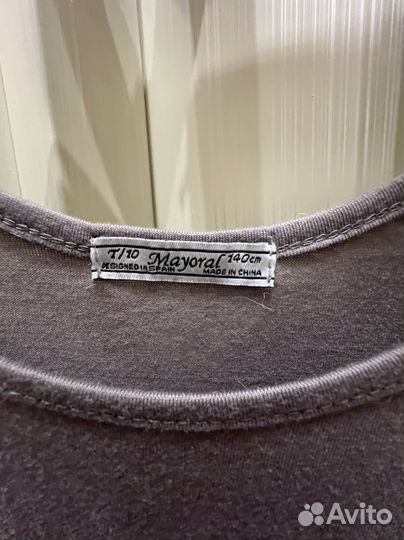 T/10 Mayoral 140cm
DESIGNED IN SPAIN MADE IN CHINA
Avito